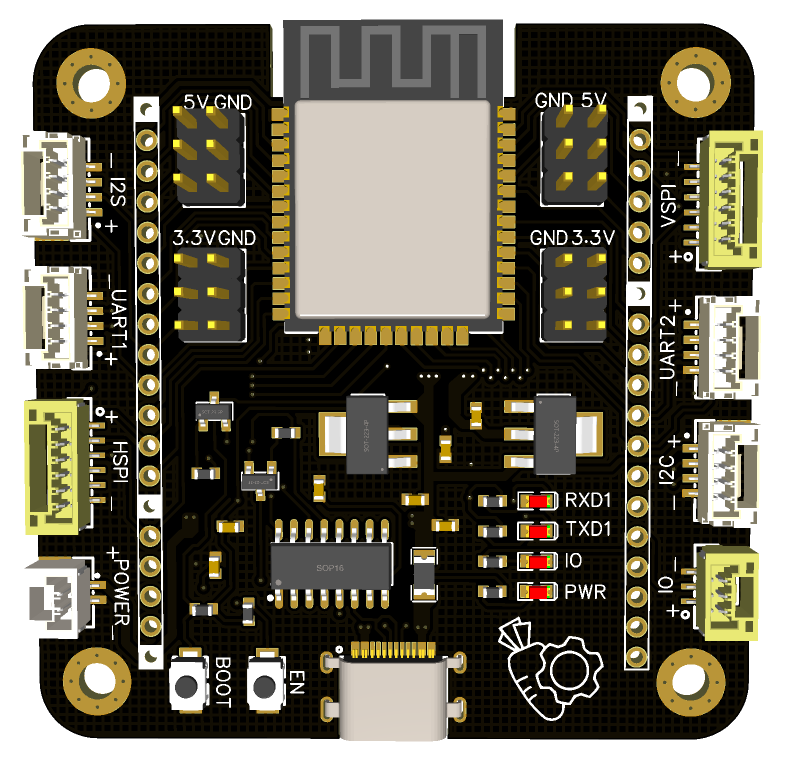 5V GND
GND 5V
I2S
VSPI
3.3V GND
GND 3.3V
UART1
UART2
HSPI
I2C
RXD1
TXD1
IO
PWR
SOP16
POWER
IO
BOOT
EN